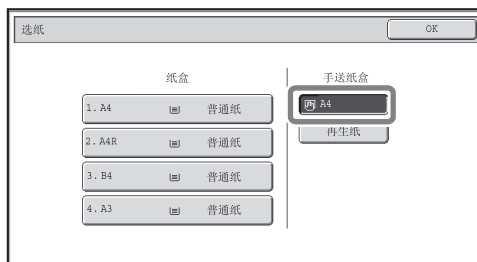 选纸
OK
纸盒
手送纸盒
1. A4 普通纸
2. A4R 普通纸
3. B4 普通纸
4. A3 普通纸
A4
再生纸